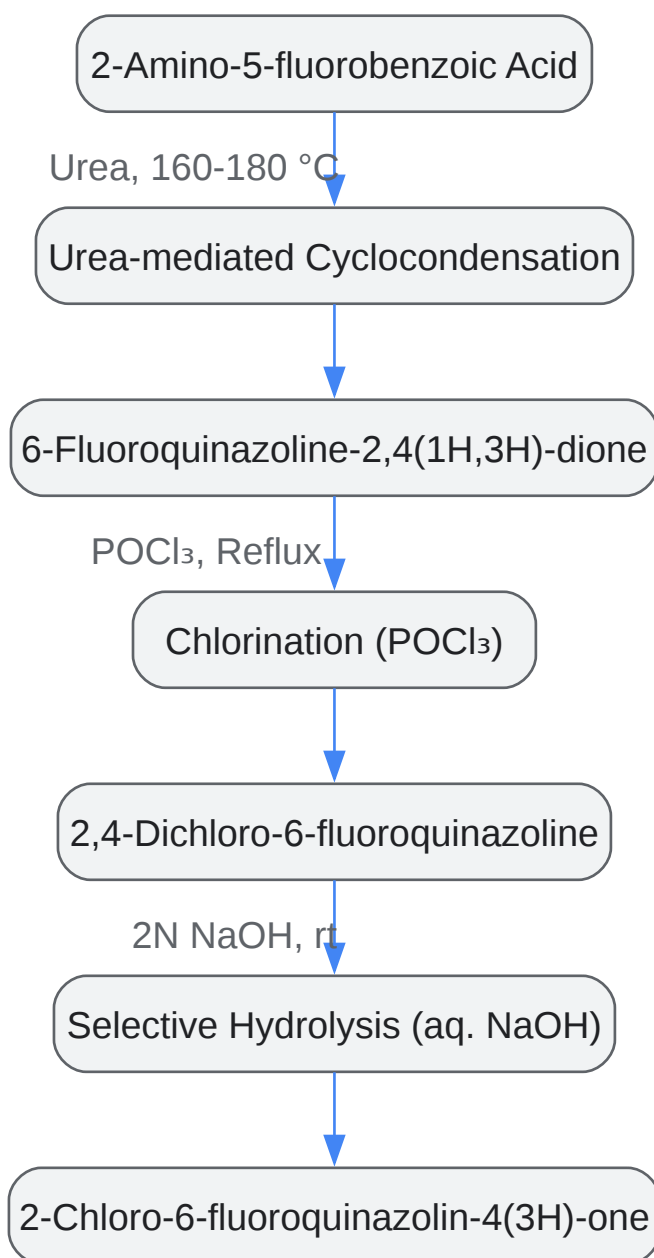 2-Amino-5-fluorobenzoic Acid
Urea, 160-180 °C
Urea-mediated Cyclocondensation
6-Fluoroquinazoline-2,4(1H,3H)-dione
POCl₃, Reflux
Chlorination (POCl₃)
2,4-Dichloro-6-fluoroquinazoline
2N NaOH, rt
Selective Hydrolysis (aq. NaOH)
2-Chloro-6-fluoroquinazolin-4(3H)-one